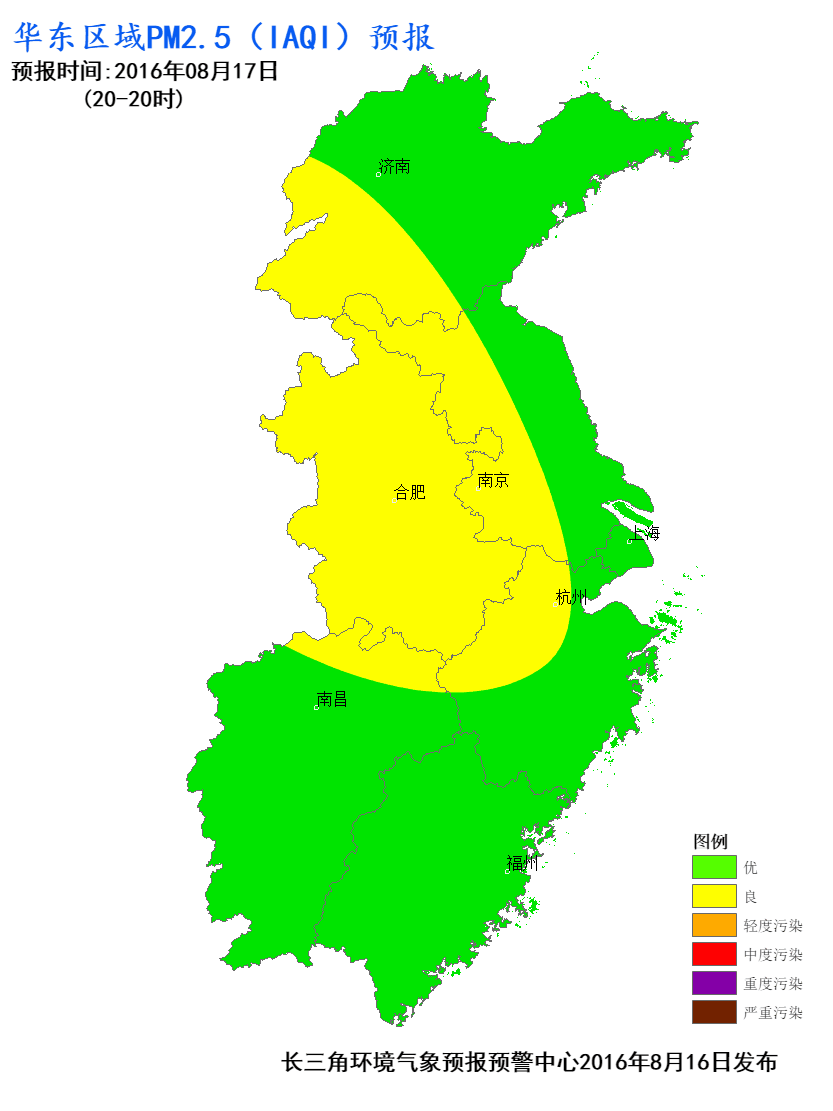 华东区域PM2.5（IAQI）预报
预报时间:2016年08月17日
(20-20时)
济南
南京
合肥
上海
杭州
南昌
福州
图例
优
良
轻度污染
中度污染
重度污染
严重污染
长三角环境气象预报预警中心2016年8月16日发布